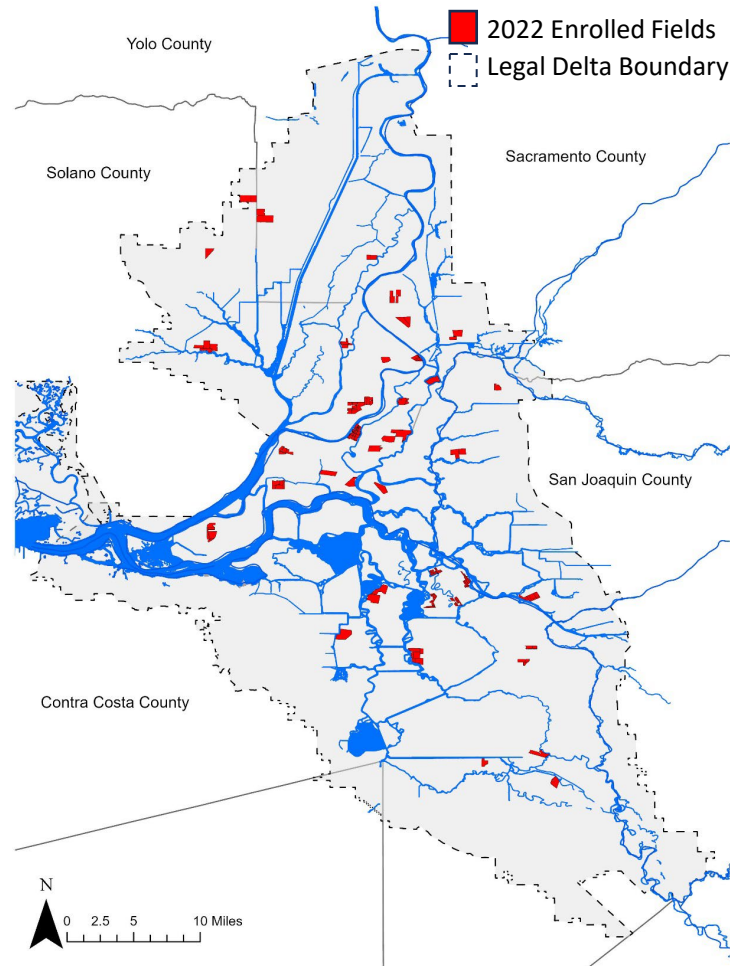 2022 Enrolled Fields
Legal Delta Boundary
Yolo County
Sacramento County
Solano County
San Joaquin County
Contra Costa County
N
0 2.5 5 10 Miles